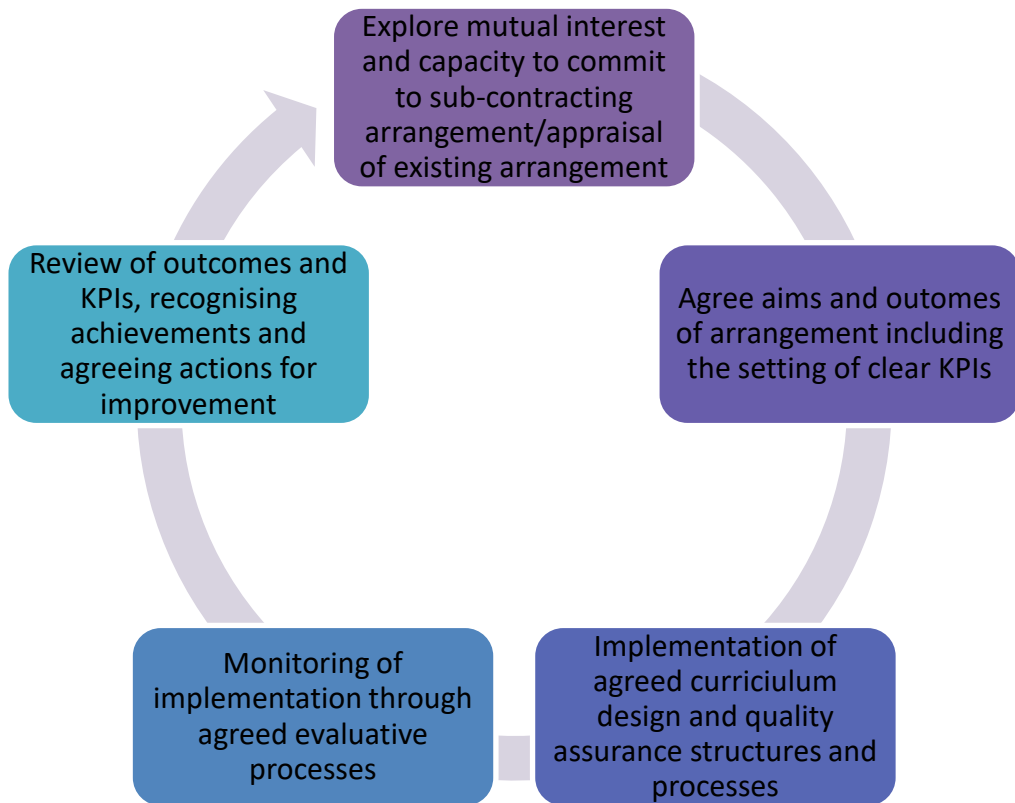 Explore mutual interest
and capacity to commit
to sub-contracting
arrangement/appraisal
of existing arrangement
Agree aims and outomes
of arrangement including
the setting of clear KPIs
Implementation of
agreed curriciulum
design and quality
assurance structures and
processes
Monitoring of
implementation through
agreed evaluative
processes
Review of outcomes and
KPIs, recognising
achievements and
agreeing actions for
improvement